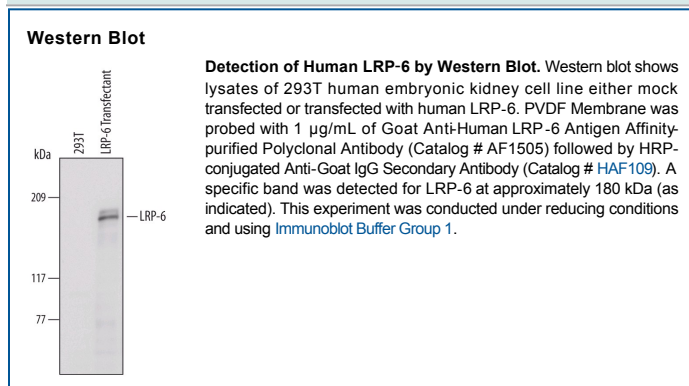 Western Blot
kDa
293T
LRP-6 Transfectant
209
LRP-6
117
77
Detection of Human LRP-6 by Western Blot. Western blot shows
lysates of 293T human embryonic kidney cell line either mock
transfected or transfected with human LRP-6. PVDF Membrane was
probed with 1 µg/mL of Goat Anti-Human LRP-6 Antigen Affinity-
purified Polyclonal Antibody (Catalog # AF1505) followed by HRP-
conjugated Anti-Goat IgG Secondary Antibody (Catalog # HAF109). A
specific band was detected for LRP-6 at approximately 180 kDa (as
indicated). This experiment was conducted under reducing conditions
and using Immunoblot Buffer Group 1.